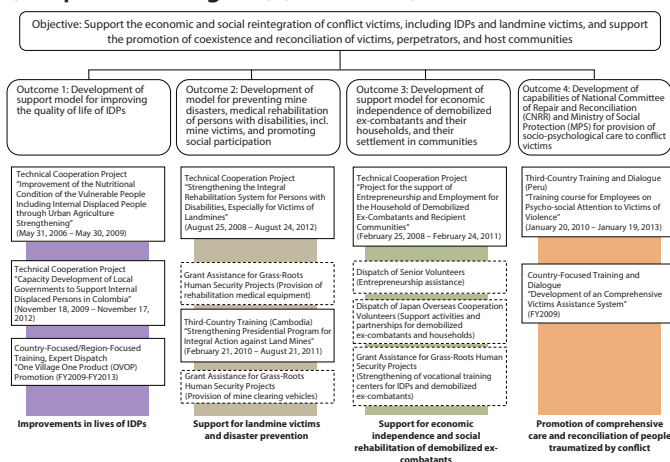 Objective: Support the economic and social reintegration of conflict victims, including IDPs and landmine victims, and support
the promotion of coexistence and reconciliation of victims, perpetrators, and host communities
Outcome 1: Development of
support model for improving
the quality of life of IDPs
Outcome 2: Development of
model for preventing mine
disasters, medical rehabilitation
of persons with disabilities, incl.
mine victims, and promoting
social participation
Outcome 3: Development of
support model for economic
independence of demobilized
ex-combatants and their
households, and their
settlement in communities
Outcome 4: Development of
capabilities of National Committee
of Repair and Reconciliation
(CNRR) and Ministry of Social
Protection (MPS) for provision of
socio-psychological care to conflict
victims
Technical Cooperation Project
“Improvement of the Nutritional
Condition of the Vulnerable People
Including Internal Displaced People
through Urban Agriculture
Strengthening”
(May 31, 2006 – May 30, 2009)
Technical Cooperation Project
“Capacity Development of Local
Governments to Support Internal
Displaced Persons in Colombia”
(November 18, 2009 – November 17,
2012)
Country-Focused/Region-Focused
Training, Expert Dispatch
“One Village One Product (OVOP)
Promotion (FY2009-FY2013)
Improvements in lives of IDPs
Technical Cooperation Project
“Strengthening the Integral
Rehabilitation System for Persons with
Disabilities, Especially for Victims of
Landmines”
(August 25, 2008 – August 24, 2012)
Grant Assistance for Grass-Roots
Human Security Projects (Provision of
rehabilitation medical equipment)
Third-Country Training (Cambodia)
“Strengthening Presidential Program for
Integral Action against Land Mines”
(February 21, 2010 – August 21, 2011)
Grant Assistance for Grass-Roots
Human Security Projects
(Provision of mine clearing vehicles)
Support for landmine victims
and disaster prevention
Technical Cooperation Project
“Project for the support of
Entrepreneurship and Employment for
the Household of Demobilized
Ex-Combatants and Recipient
Communities”
(February 25, 2008 – February 24, 2011)
Dispatch of Senior Volunteers
(Entrepreneurship assistance)
Dispatch of Japan Overseas Cooperation
Volunteers (Support activities and
partnerships for demobilized
ex-combatants and households)
Grant Assistance for Grass-Roots Human
Security Projects
(Strengthening of vocational training
centers for IDPs and demobilized
ex-combatants)
Support for economic
independence and social
rehabilitation of demobilized ex-
combatants
Third-Country Training and Dialogue
(Peru)
“Training course for Employees on
Psycho-social Attention to Victims of
Violence”
(January 20, 2010 – January 19, 2013)
Country-Focused Training and
Dialogue
“Development of an Comprehensive
Victims Assistance System”
(FY2009)
Promotion of comprehensive
care and reconciliation of people
traumatized by conflict